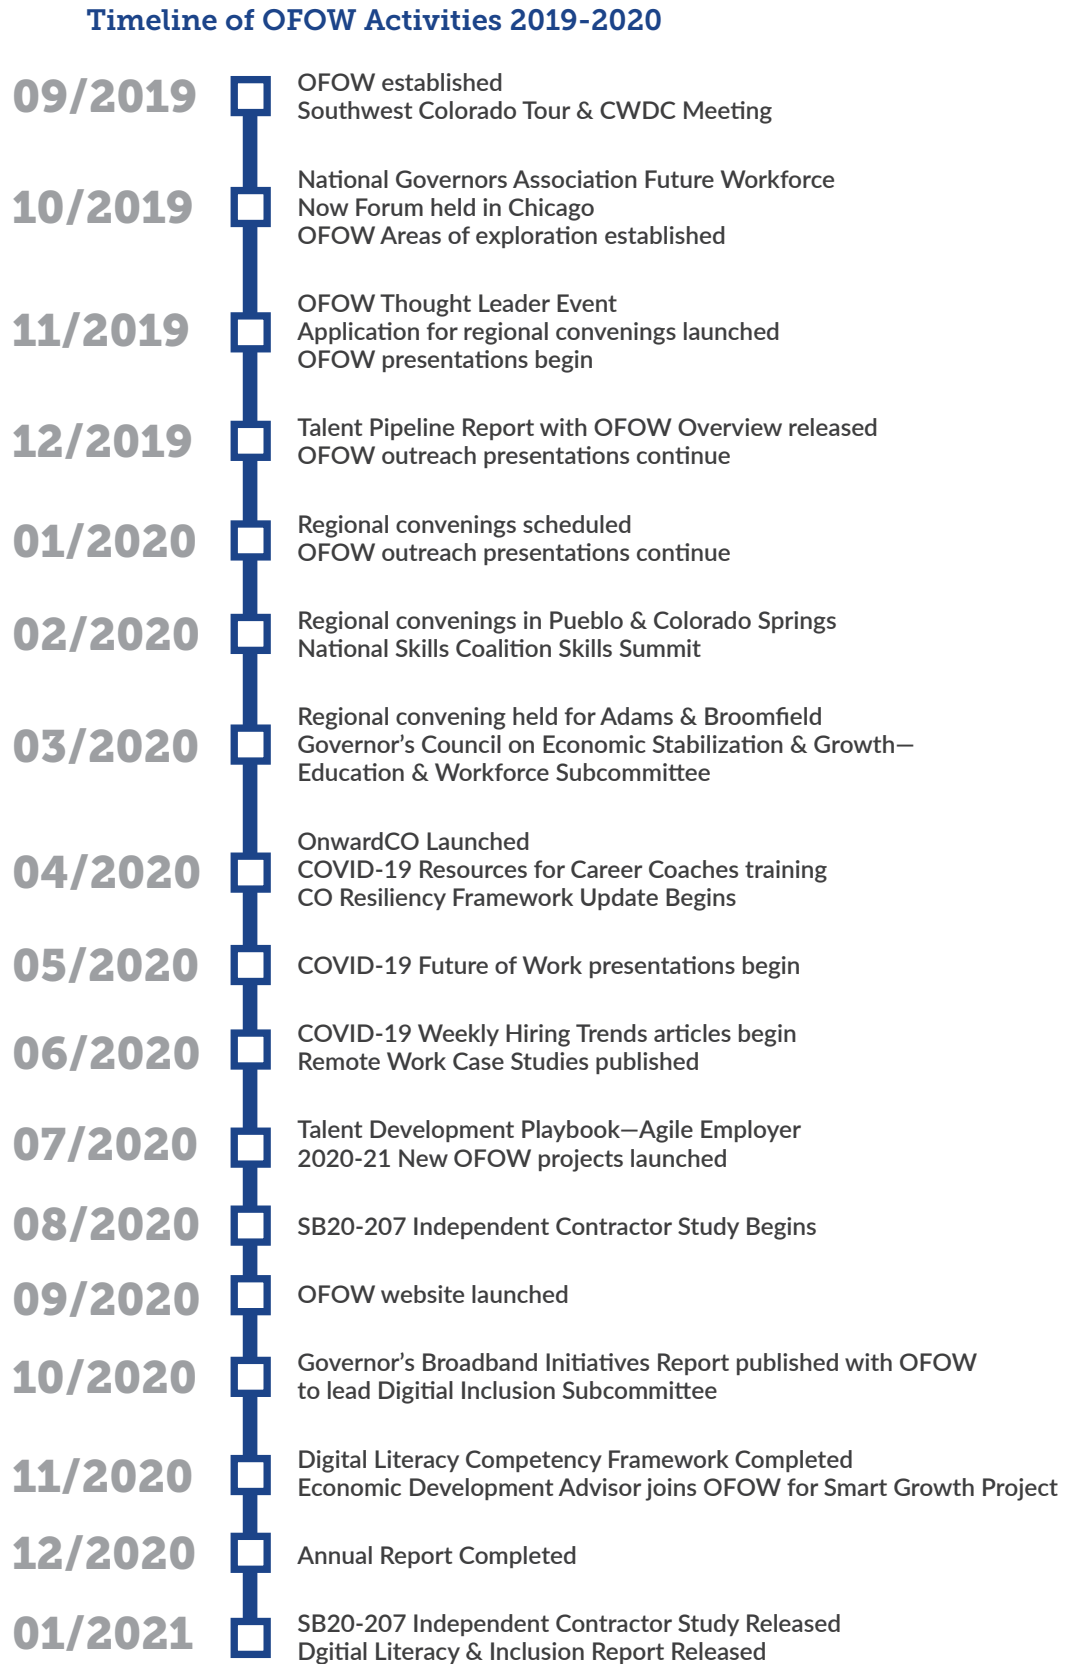 Timeline of OFOW Activities 2019-2020
09/2019
OFOW established
Southwest Colorado Tour & CWDC Meeting
10/2019
National Governors Association Future Workforce
Now Forum held in Chicago
OFOW Areas of exploration established
11/2019
OFOW Thought Leader Event
Application for regional convenings launched
OFOW presentations begin
12/2019
Talent Pipeline Report with OFOW Overview released
OFOW outreach presentations continue
01/2020
Regional convenings scheduled
OFOW outreach presentations continue
02/2020
Regional convenings in Pueblo & Colorado Springs
National Skills Coalition Skills Summit
03/2020
Regional convening held for Adams & Broomfield
Governor’s Council on Economic Stabilization & Growth—
Education & Workforce Subcommittee
04/2020
OnwardCO Launched
COVID-19 Resources for Career Coaches training
CO Resiliency Framework Update Begins
05/2020
COVID-19 Future of Work presentations begin
06/2020
COVID-19 Weekly Hiring Trends articles begin
Remote Work Case Studies published
07/2020
Talent Development Playbook—Agile Employer
2020-21 New OFOW projects launched
08/2020
SB20-207 Independent Contractor Study Begins
09/2020
OFOW website launched
10/2020
Governor’s Broadband Initiatives Report published with OFOW
to lead Digitial Inclusion Subcommittee
11/2020
Digital Literacy Competency Framework Completed
Economic Development Advisor joins OFOW for Smart Growth Project
12/2020
Annual Report Completed
01/2021
SB20-207 Independent Contractor Study Released
Dgitial Literacy & Inclusion Report Released